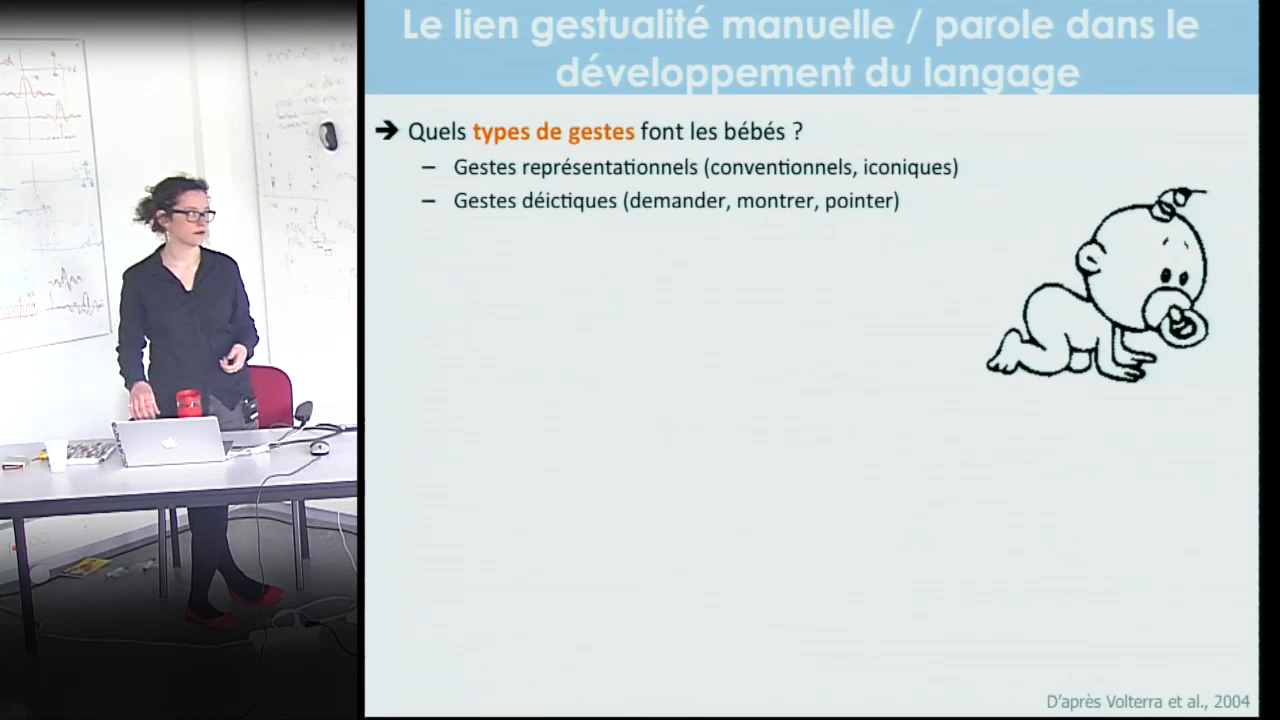 Le lien gestualité manuelle / parole dans le
développement du langage
➔ Quels types de gestes font les bébés ?
– Gestes représentationnels (conventionnels, iconiques)
– Gestes déictiques (demander, montrer, pointer)
D'après Volterra et al., 2004